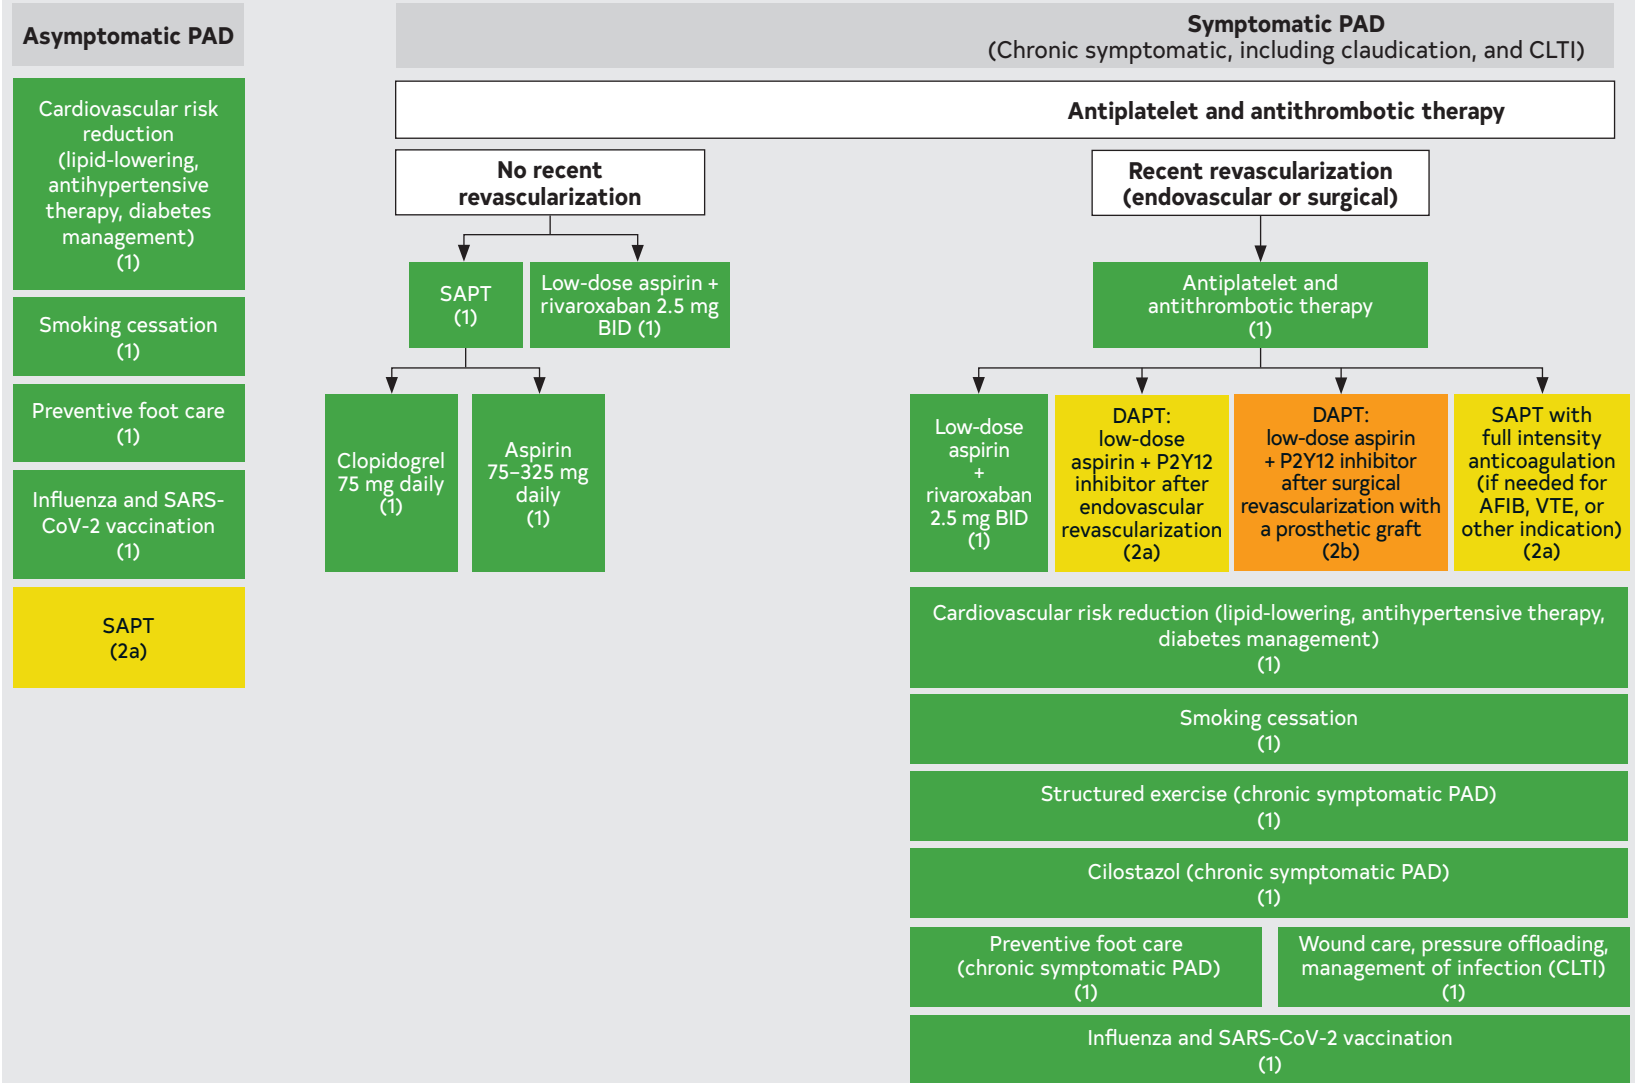 Asymptomatic PAD
Cardiovascular risk
reduction
(lipid-lowering,
antihypertensive
therapy, diabetes
management)
(1)
Smoking cessation
(1)
Preventive foot care
(1)
Influenza and SARS-
CoV-2 vaccination
(1)
SAPT
(2a)
Symptomatic PAD
(Chronic symptomatic, including claudication, and CLTI)
Antiplatelet and antithrombotic therapy
No recent
revascularization
SAPT
(1)
Low-dose aspirin +
rivaroxaban 2.5 mg
BID (1)
Clopidogrel
75 mg daily
(1)
Aspirin
75–325 mg
daily
(1)
Recent revascularization
(endovascular or surgical)
Antiplatelet and
antithrombotic therapy
(1)
Low-dose
aspirin
+
rivaroxaban
2.5 mg BID
(1)
DAPT:
low-dose
aspirin + P2Y12
inhibitor after
endovascular
revascularization
(2a)
DAPT:
low-dose aspirin
+ P2Y12 inhibitor
after surgical
revascularization with
a prosthetic graft
(2b)
SAPT with
full intensity
anticoagulation
(if needed for
AFIB, VTE, or
other indication)
(2a)
Cardiovascular risk reduction (lipid-lowering, antihypertensive therapy,
diabetes management)
(1)
Smoking cessation
(1)
Structured exercise (chronic symptomatic PAD)
(1)
Cilostazol (chronic symptomatic PAD)
(1)
Preventive foot care
(chronic symptomatic PAD)
(1)
Wound care, pressure offloading,
management of infection (CLTI)
(1)
Influenza and SARS-CoV-2 vaccination
(1)